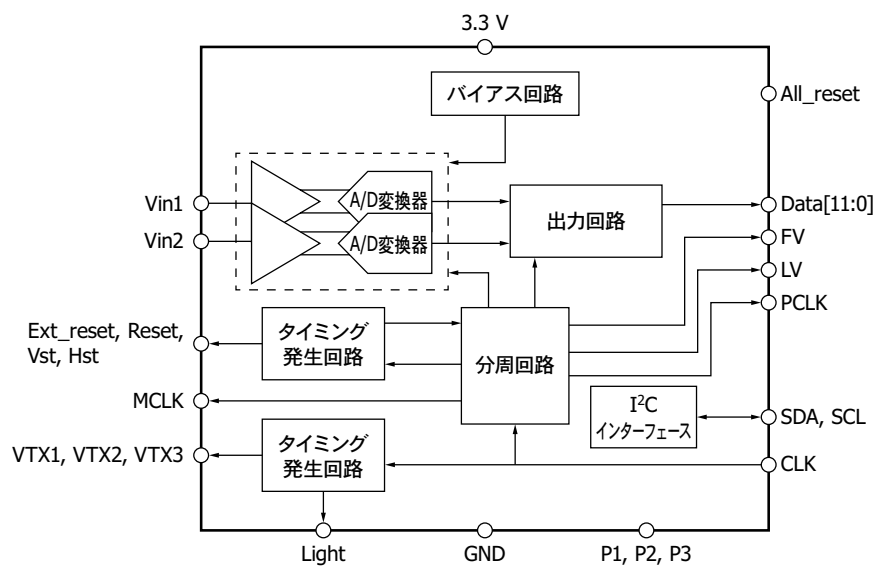 3.3 V
バイアス回路
All_reset
Vin1
A/D変換器
Data[11:0]
出力回路
Vin2
A/D変換器
FV
LV
PCLK
Ext_reset, Reset,
Vst, Hst
タイミング
発生回路
分周回路
MCLK
I²C
インターフェース
SDA, SCL
VTX1, VTX2, VTX3
タイミング
発生回路
CLK
Light
GND
P1, P2, P3